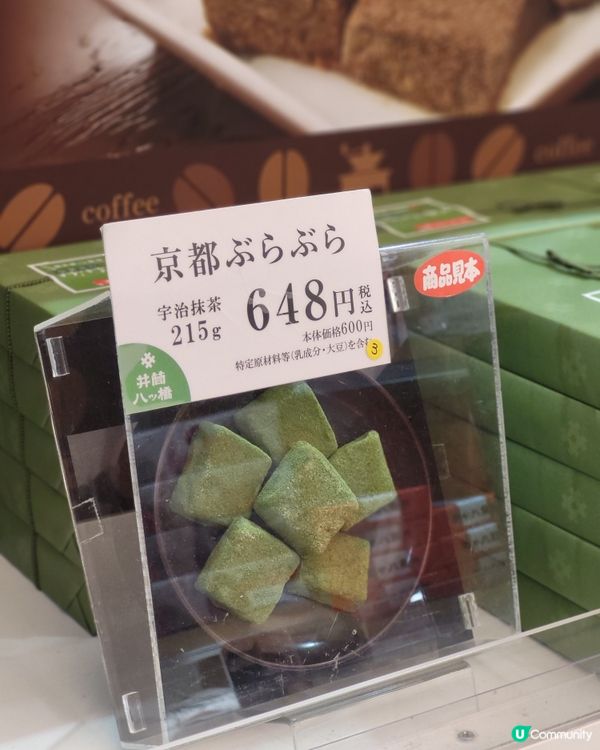 coffee
coffee
京都ぶらぶら
宇治抹茶
215g
648円税込
本体価格600円
特定原材料等(乳成分・大豆)を含む
3
井筒
八ッ橋
商品見本
U Community